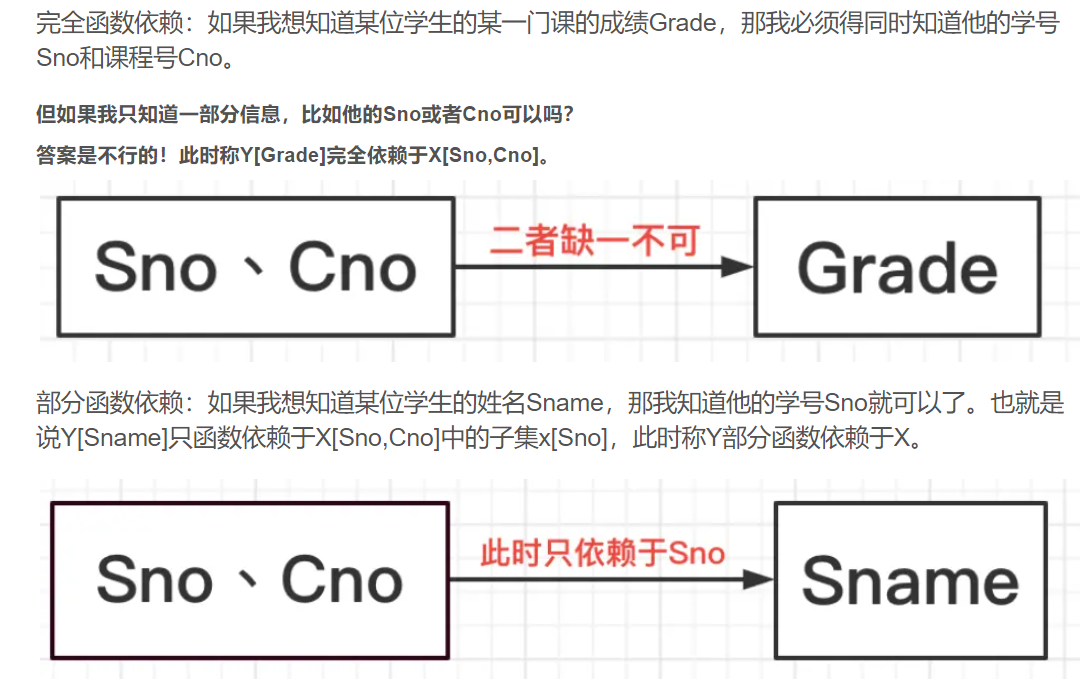 完全函数依赖：如果我想知道某位学生的某一门课的成绩Grade，那我必须得同时知道他的学号
Sno和课程号Cno。
但如果我只知道一部分信息，比如他的Sno或者Cno可以吗？
答案是不行的！此时称Y[Grade]完全依赖于X[Sno,Cno]。
Sno、Cno
二者缺一不可
Grade
部分函数依赖：如果我想知道某位学生的姓名Sname，那我知道他的学号Sno就可以了。也就是
说Y[Sname]只函数依赖于X[Sno,Cno]中的子集x[Sno]，此时称Y部分函数依赖于X。
Sno、Cno
此时只依赖于Sno
Sname